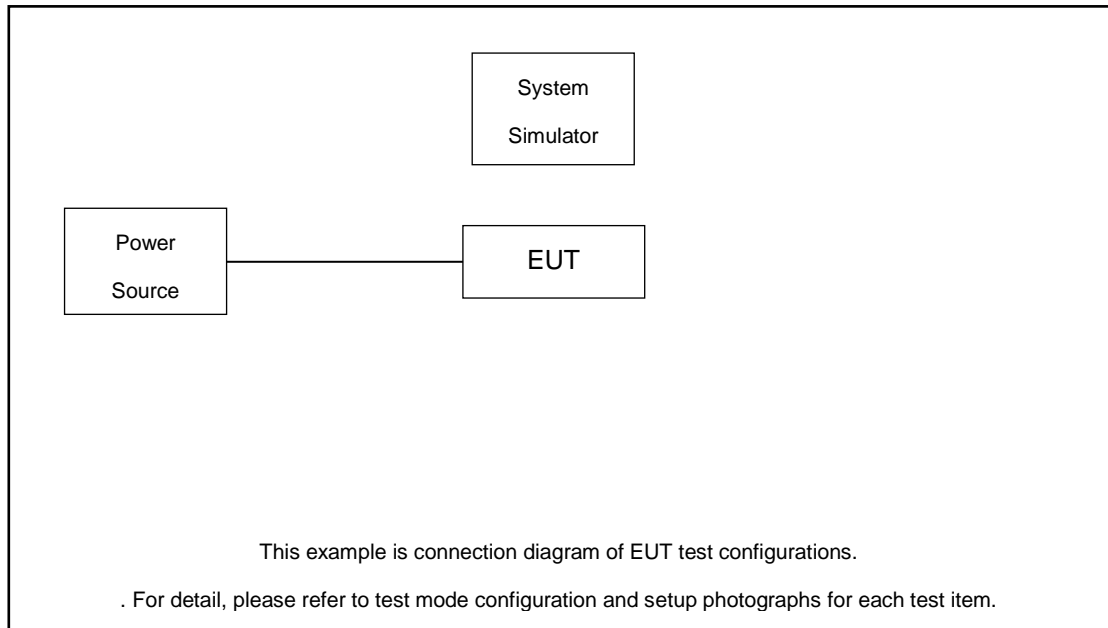 System
Simulator
Power
Source
EUT
This example is connection diagram of EUT test configurations.
. For detail, please refer to test mode configuration and setup photographs for each test item.